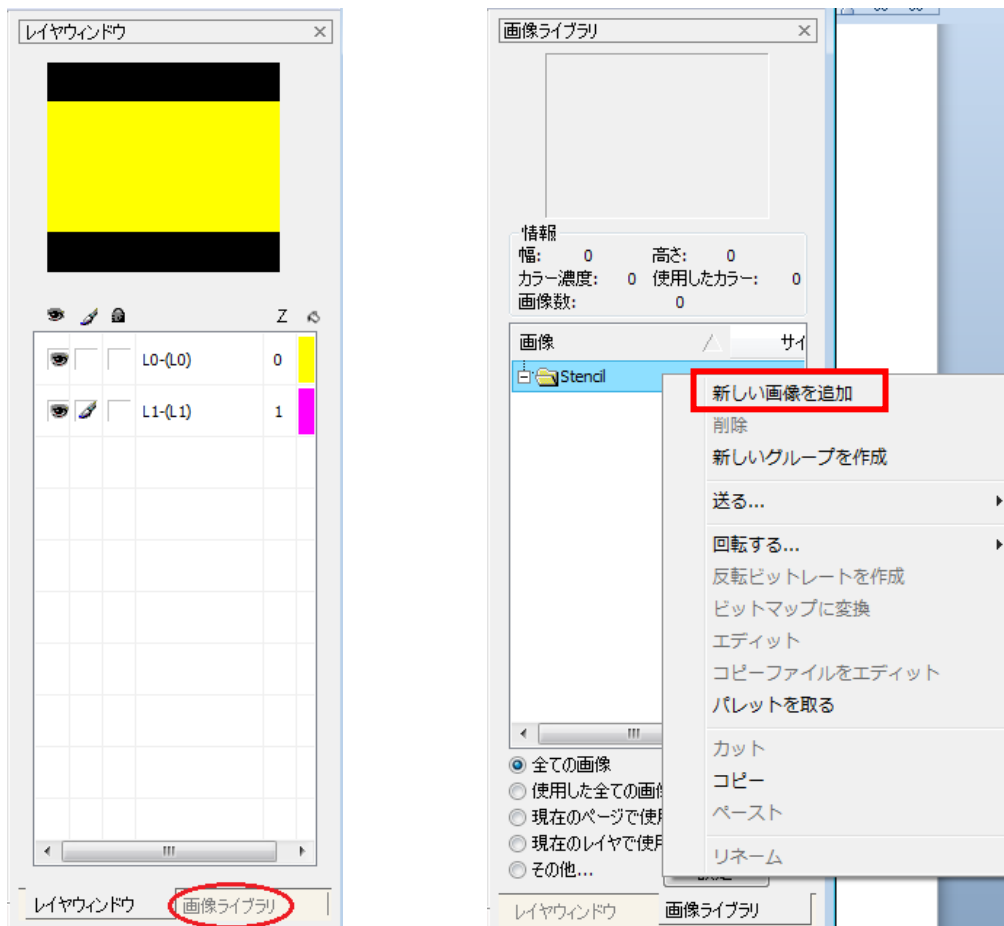 レイヤウィンドウ
Z
L0-(L0) 0
L1-(L1) 1
レイヤウィンドウ 画像ライブラリ
画像ライブラリ
情報
幅: 0 高さ: 0
カラー濃度: 0 使用したカラー: 0
画像数: 0
画像 サイ
Stencil
新しい画像を追加
削除
新しいグループを作成
送る...
回転する...
反転ビットレートを作成
ビットマップに変換
エディット
コピーファイルをエディット
パレットを取る
カット
コピー
ペースト
リネーム
全ての画像
使用した全ての画像
現在のページで使用
現在のレイヤで使用
その他...
レイヤウィンドウ 画像ライブラリ